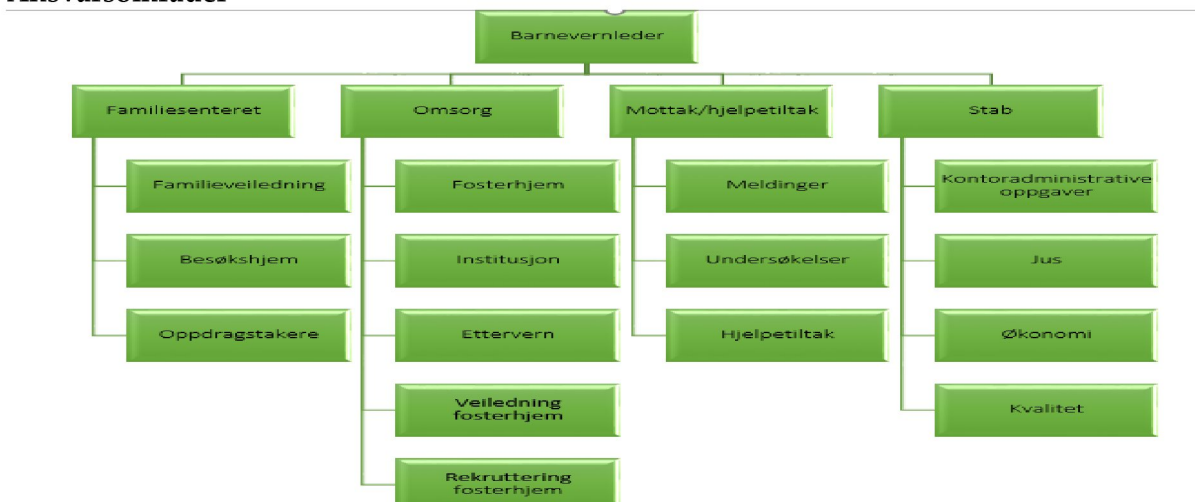 Barnevernleder
Familiesenteret
Familieveiledning
Besøkshjem
Oppdragstakere
Omsorg
Fosterhjem
Institusjon
Ettervern
Veiledning
fosterhjem
Rekruttering
fosterhjem
Mottak/hjelpetiltak
Meldinger
Undersøkelser
Hjelpetiltak
Stab
Kontoradministrative
oppgaver
Jus
Økonomi
Kvalitet